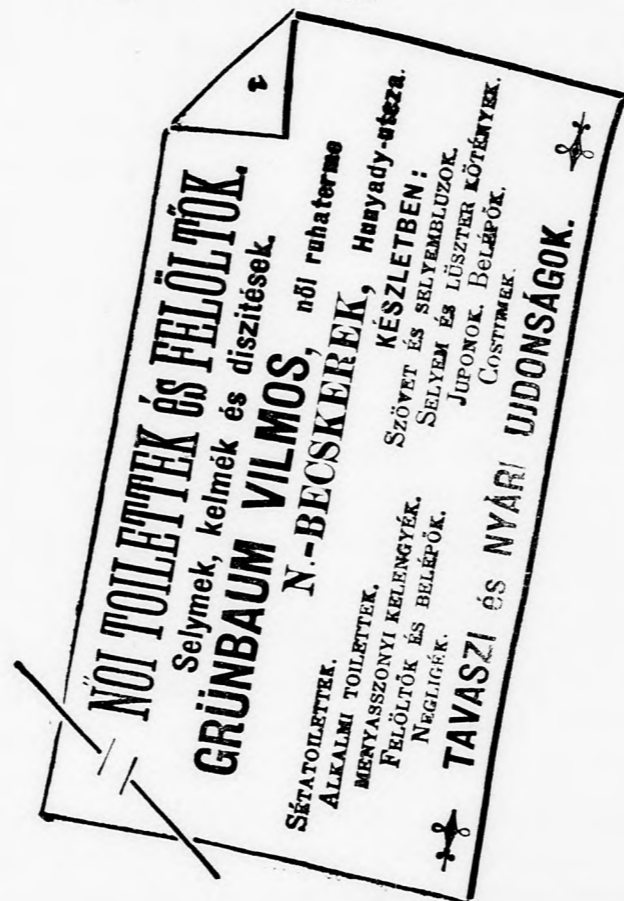 NŐI TOILETTEK és FELÖLTŐK.
Selymek, kelmék és diszitések.
GRÜNBAUM VILMOS, női ruhaterme
N.-BECSKEREK, Hunyady-utcza.
SÉTATOILETTEK.
ALKALMI TOILETTEK.
MENYASSZONYI KELENGYÉK.
FELÖLTŐK ÉS BELÉPŐK.
NEGLIGÉK.
KÉSZLETBEN:
SZÖVET ÉS SELYEMBLUZOK.
SELYEM ÉS LÜSZTER KÖTÉNYEK.
JUPONOK. BELÉPŐK.
COSTÜMEK.
TAVASZI és NYÁRI UJDONSÁGOK.